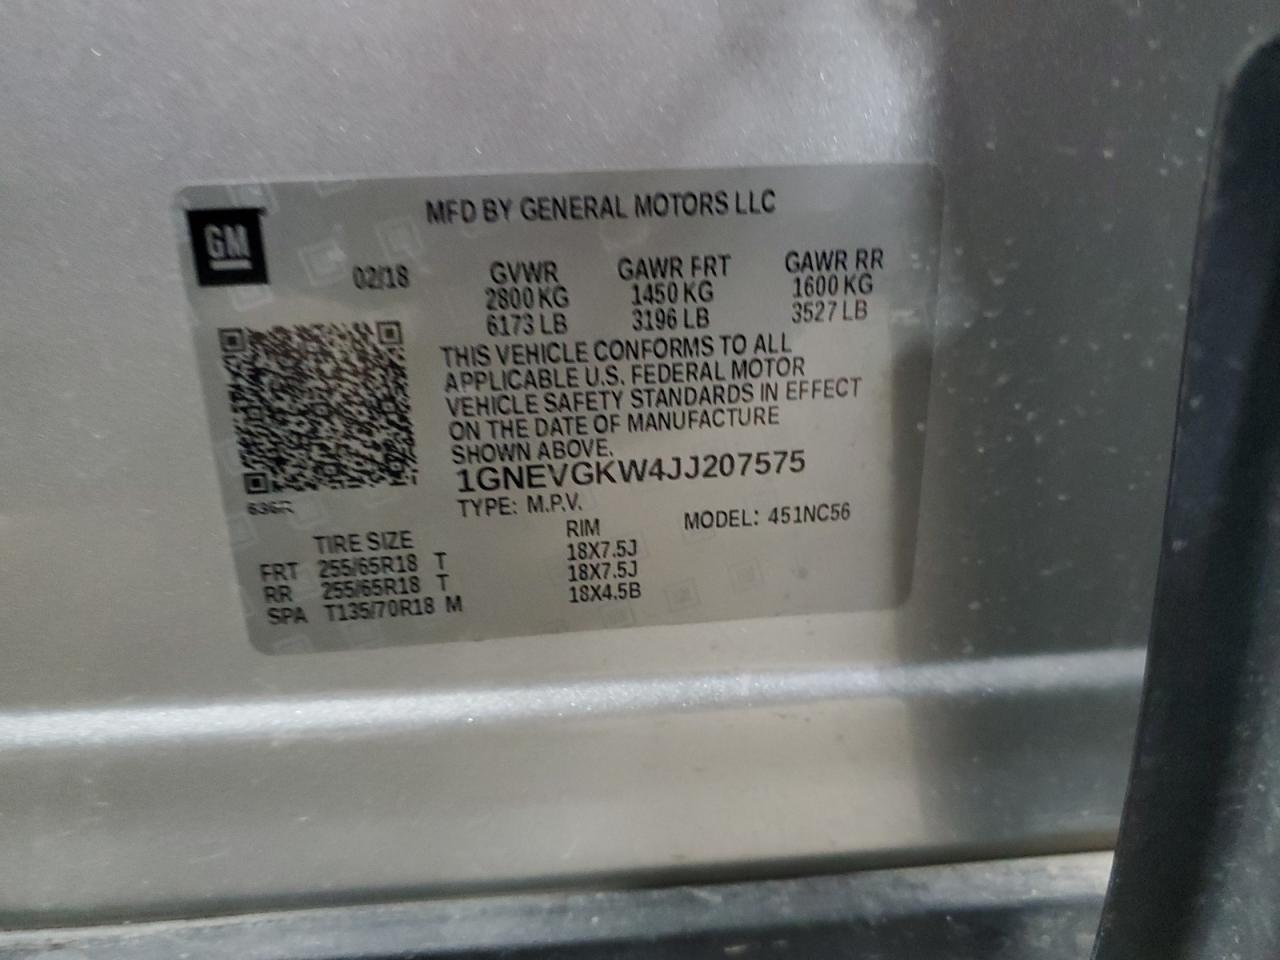 MFD BY GENERAL MOTORS LLC
GM
02/18
GVWR GAWR FRT GAWR RR
2800 KG 1450 KG 1600 KG
6173 LB 3196 LB 3527 LB
THIS VEHICLE CONFORMS TO ALL
APPLICABLE U.S. FEDERAL MOTOR
VEHICLE SAFETY STANDARDS IN EFFECT
ON THE DATE OF MANUFACTURE
SHOWN ABOVE.
1GNEVGKW4JJ207575
TYPE: M.P.V. MODEL: 451NC56
TIRE SIZE RIM
FRT 255/65R18 T 18X7.5J
RR 255/65R18 T 18X7.5J
SPA T135/70R18 M 18X4.5B